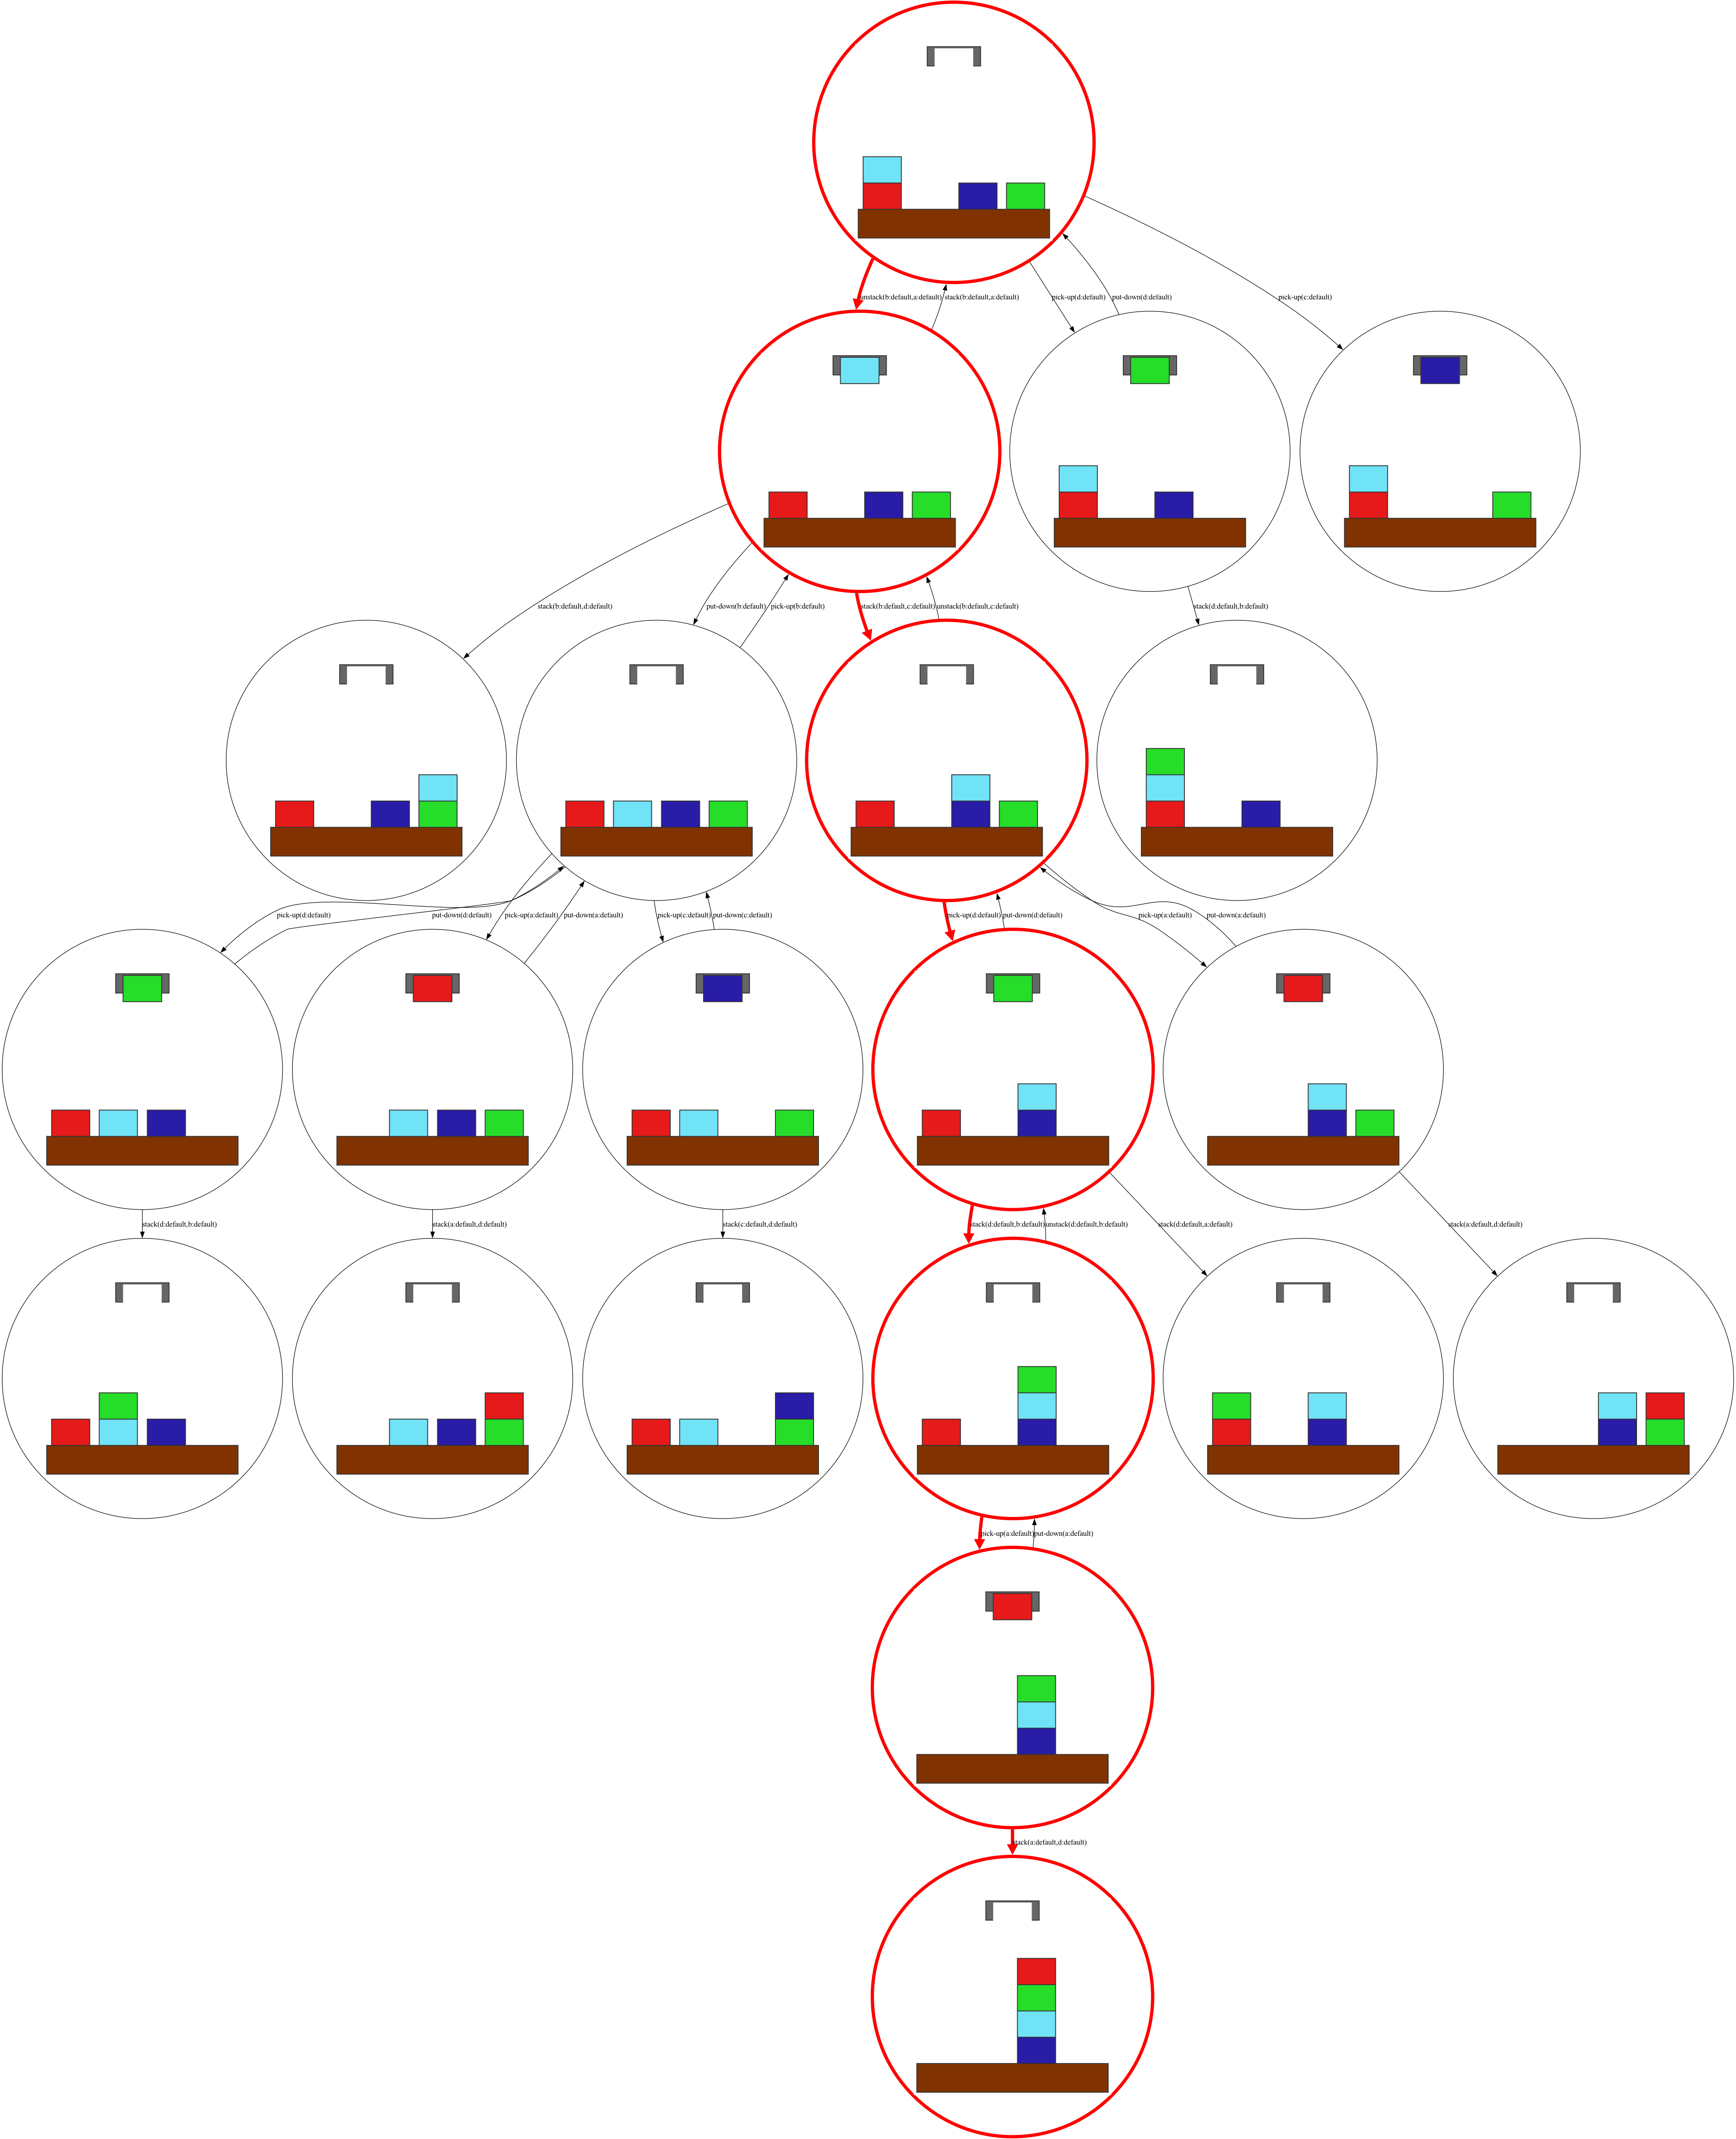 unstack(b:default,a:default)
stack(b:default,a:default)
pick-up(d:default)
put-down(d:default)
pick-up(c:default)
stack(b:default,d:default)
put-down(b:default)
pick-up(b:default)
stack(b:default,c:default)
unstack(b:default,c:default)
stack(d:default,b:default)
pick-up(d:default)
put-down(d:default)
pick-up(a:default)
put-down(a:default)
pick-up(c:default)
put-down(c:default)
pick-up(d:default)
put-down(d:default)
pick-up(a:default)
put-down(a:default)
stack(d:default,b:default)
stack(a:default,d:default)
stack(c:default,d:default)
stack(d:default,b:default)
unstack(d:default,b:default)
stack(d:default,a:default)
stack(a:default,d:default)
pick-up(a:default)
put-down(a:default)
stack(a:default,d:default)